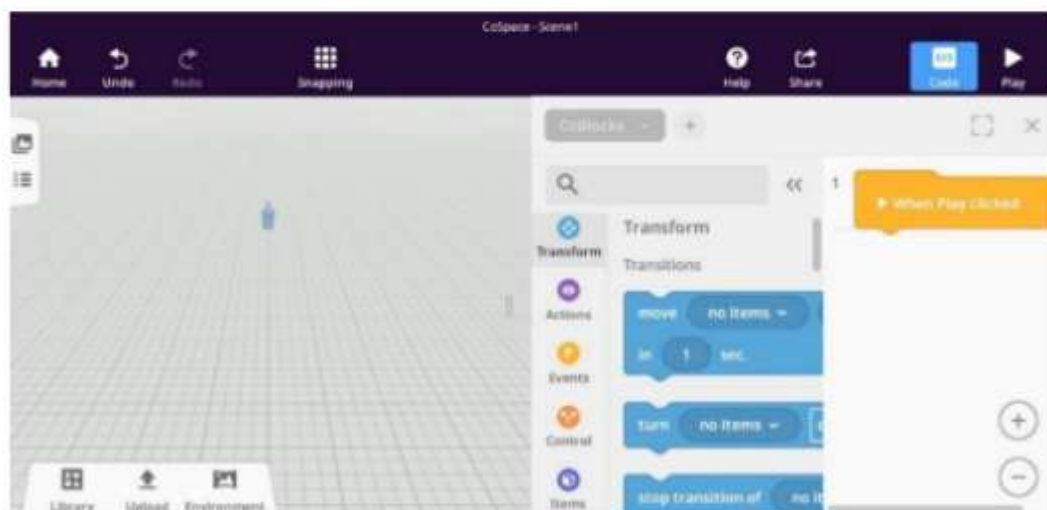 CoSpace - Scene1
Home Undo Redo Snapping Help Share Code Play
CoBlocks
1
When Play clicked
Transform
Transform
Transitions
Actions
move no items
in 1 sec.
Events
turn no items
Control
stop transition of
Items
Library Upload Environment